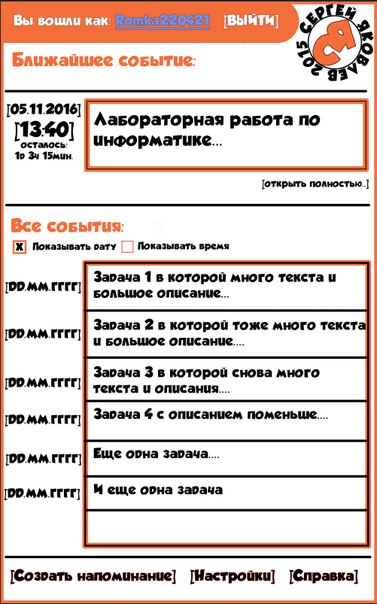 Вы вошли как: Romka220421 [Выйти]
Сергей Яковлев 2015
Ближайшее событие:
[05.11.2016]
[13:40]
осталось:
1D 3ч 15мин.
Лабораторная работа по
информатике...
[открыть полностью..]
Все события:
X Показывать дату Показывать время
[DD.MM.ГГГГ]
Задача 1 в которой много текста и
большое описание...
[DD.MM.ГГГГ]
Задача 2 в которой тоже много текста
и большое описание....
[DD.MM.ГГГГ]
Задача 3 в которой снова много
текста и описания....
[DD.MM.ГГГГ]
Задача 4 с описанием поменьше....
[DD.MM.ГГГГ]
Еще одна задача....
[DD.MM.ГГГГ]
И еще одна задача
[Создать напоминание] [Настройки] [Справка]